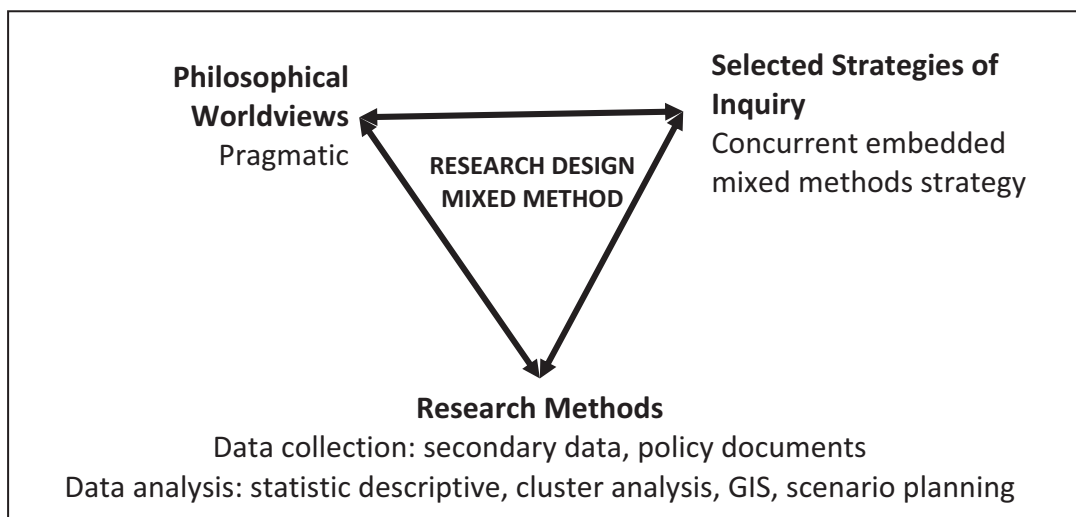 Philosophical
Worldviews
Pragmatic
Selected Strategies of
Inquiry
Concurrent embedded
mixed methods strategy
RESEARCH DESIGN
MIXED METHOD
Research Methods
Data collection: secondary data, policy documents
Data analysis: statistic descriptive, cluster analysis, GIS, scenario planning